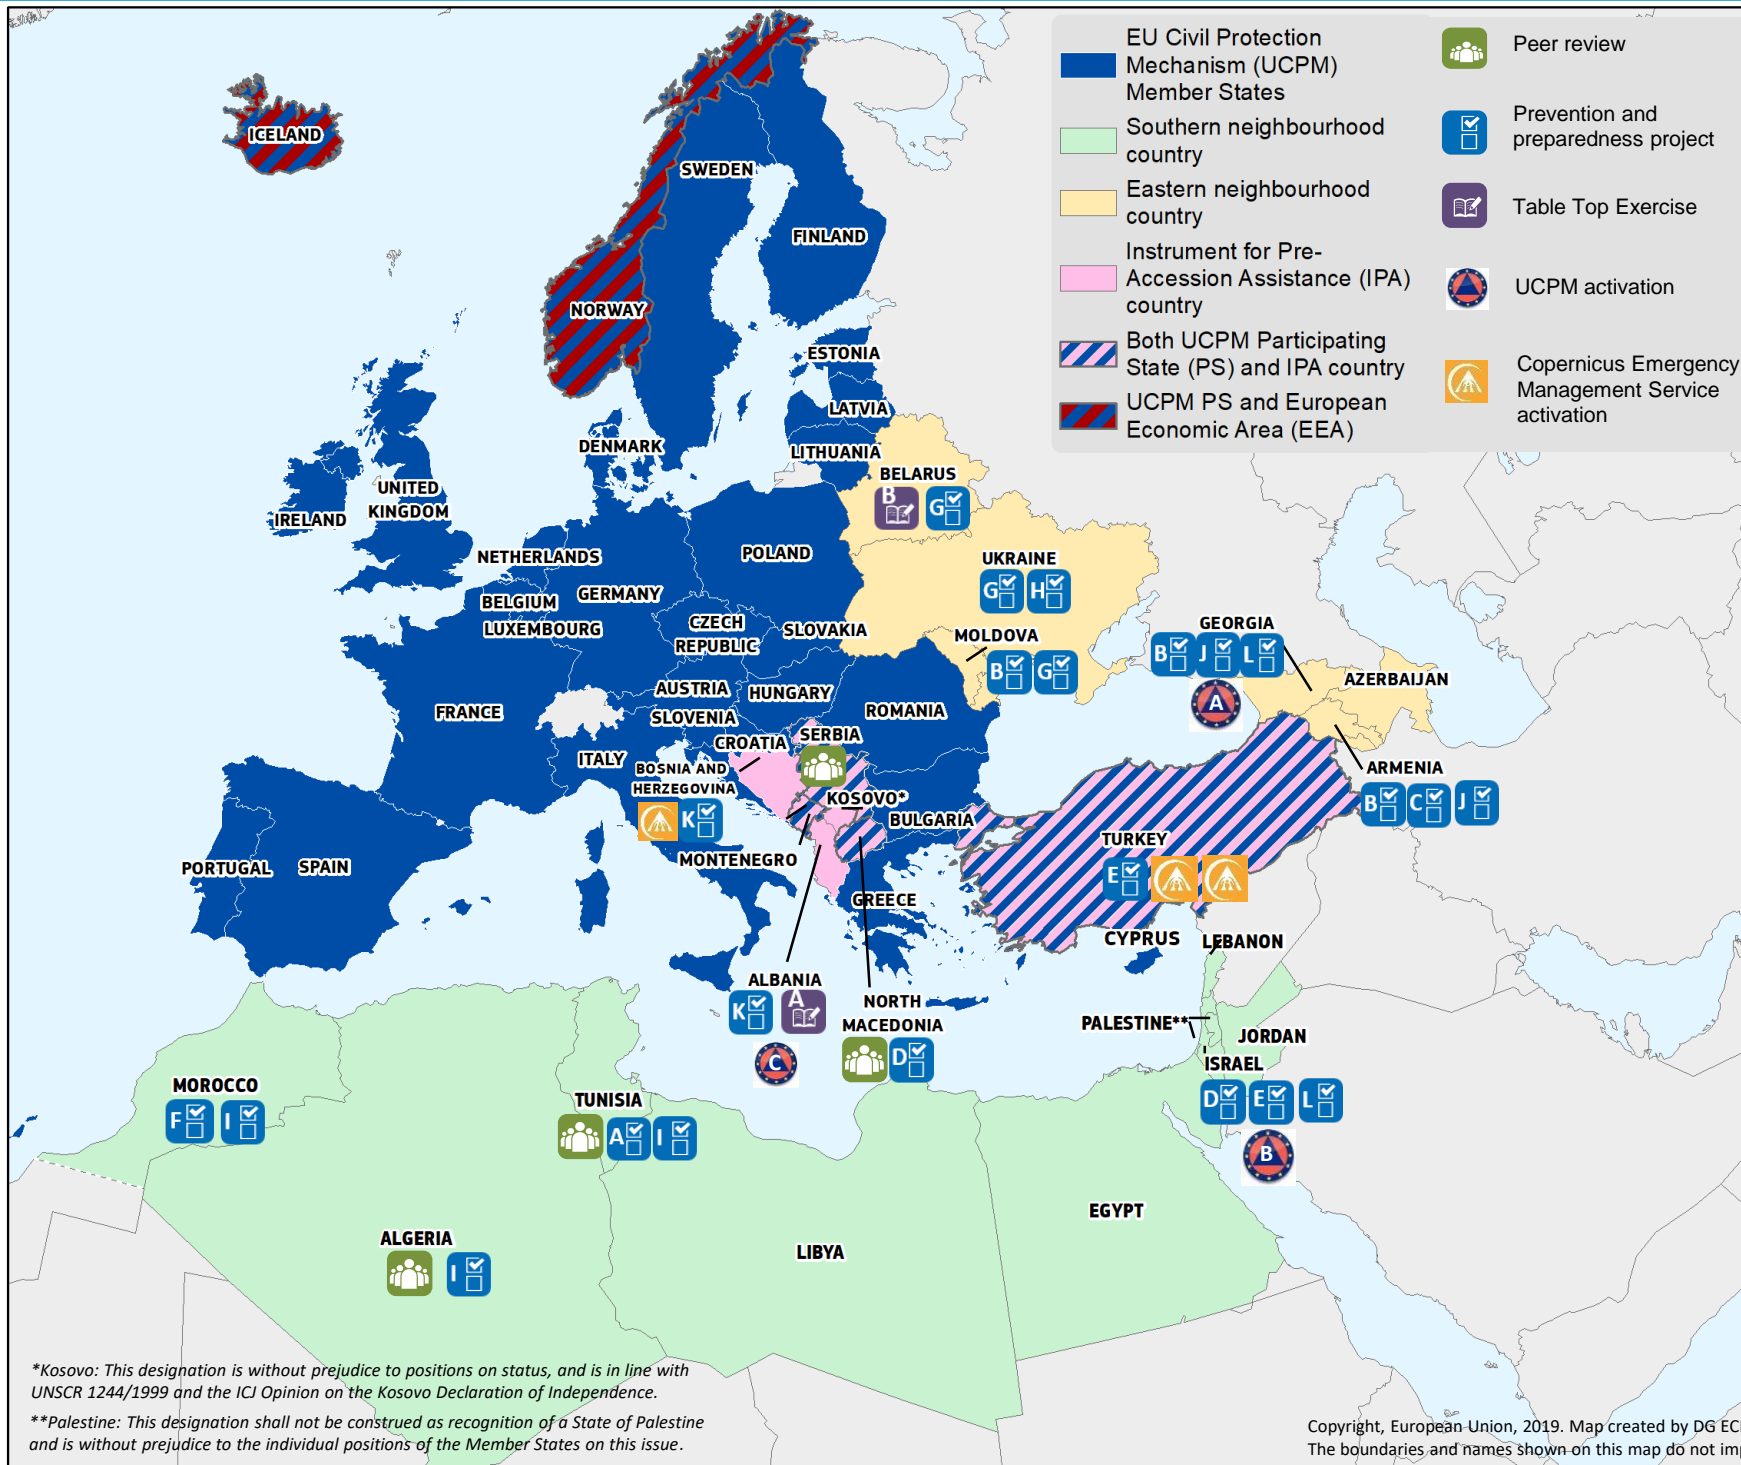 EU Civil Protection
Mechanism (UCPM)
Member States
Southern neighbourhood
country
Eastern neighbourhood
country
Instrument for Pre-
Accession Assistance (IPA)
country
Both UCPM Participating
State (PS) and IPA country
UCPM PS and European
Economic Area (EEA)
Peer review
Prevention and
preparedness project
Table Top Exercise
UCPM activation
Copernicus Emergency
Management Service
activation
ICELAND
SWEDEN
FINLAND
NORWAY
ESTONIA
LATVIA
DENMARK
LITHUANIA
BELARUS
B G
UNITED
KINGDOM
IRELAND
NETHERLANDS
POLAND
UKRAINE
G H
BELGIUM
GERMANY
LUXEMBOURG
CZECH
REPUBLIC
SLOVAKIA
MOLDOVA
B G
GEORGIA
B J L
A
AZERBAIJAN
AUSTRIA
HUNGARY
FRANCE
SLOVENIA
ROMANIA
CROATIA
SERBIA
ITALY
BOSNIA AND
HERZEGOVINA
K
KOSOVO*
BULGARIA
ARMENIA
B C J
MONTENEGRO
TURKEY
E
PORTUGAL
SPAIN
GREECE
CYPRUS
LEBANON
ALBANIA
K A
C
NORTH
MACEDONIA
D
PALESTINE**
JORDAN
ISRAEL
D E L
B
MOROCCO
F I
TUNISIA
A I
ALGERIA
I
LIBYA
EGYPT
*Kosovo: This designation is without prejudice to positions on status, and is in line with
UNSCR 1244/1999 and the ICJ Opinion on the Kosovo Declaration of Independence.
**Palestine: This designation shall not be construed as recognition of a State of Palestine
and is without prejudice to the individual positions of the Member States on this issue.
Copyright, European Union, 2019. Map created by DG EC
The boundaries and names shown on this map do not